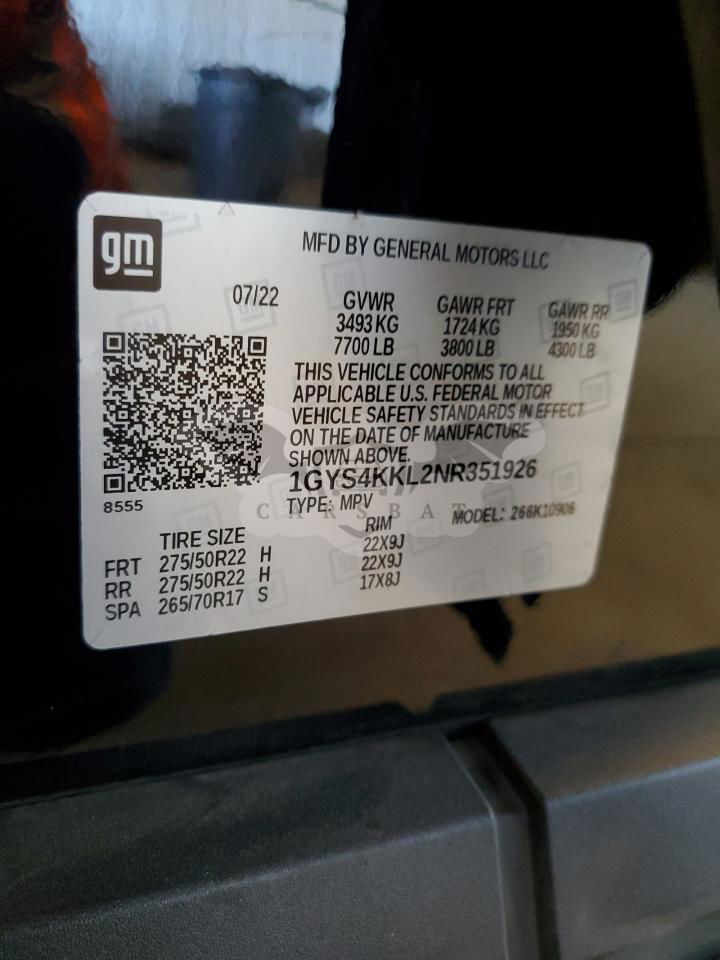 gm
MFD BY GENERAL MOTORS LLC
07/22 GVWR GAWR FRT GAWR RR
3493 KG 1724 KG 1950 KG
7700 LB 3800 LB 4300 LB
THIS VEHICLE CONFORMS TO ALL
APPLICABLE U.S. FEDERAL MOTOR
VEHICLE SAFETY STANDARDS IN EFFECT
ON THE DATE OF MANUFACTURE
SHOWN ABOVE.
1GYS4KKL2NR351926
8555
TYPE: MPV MODEL: 266K10906
CARSBAT
TIRE SIZE RIM
FRT 275/50R22 H 22X9J
RR 275/50R22 H 22X9J
SPA 265/70R17 S 17X8J